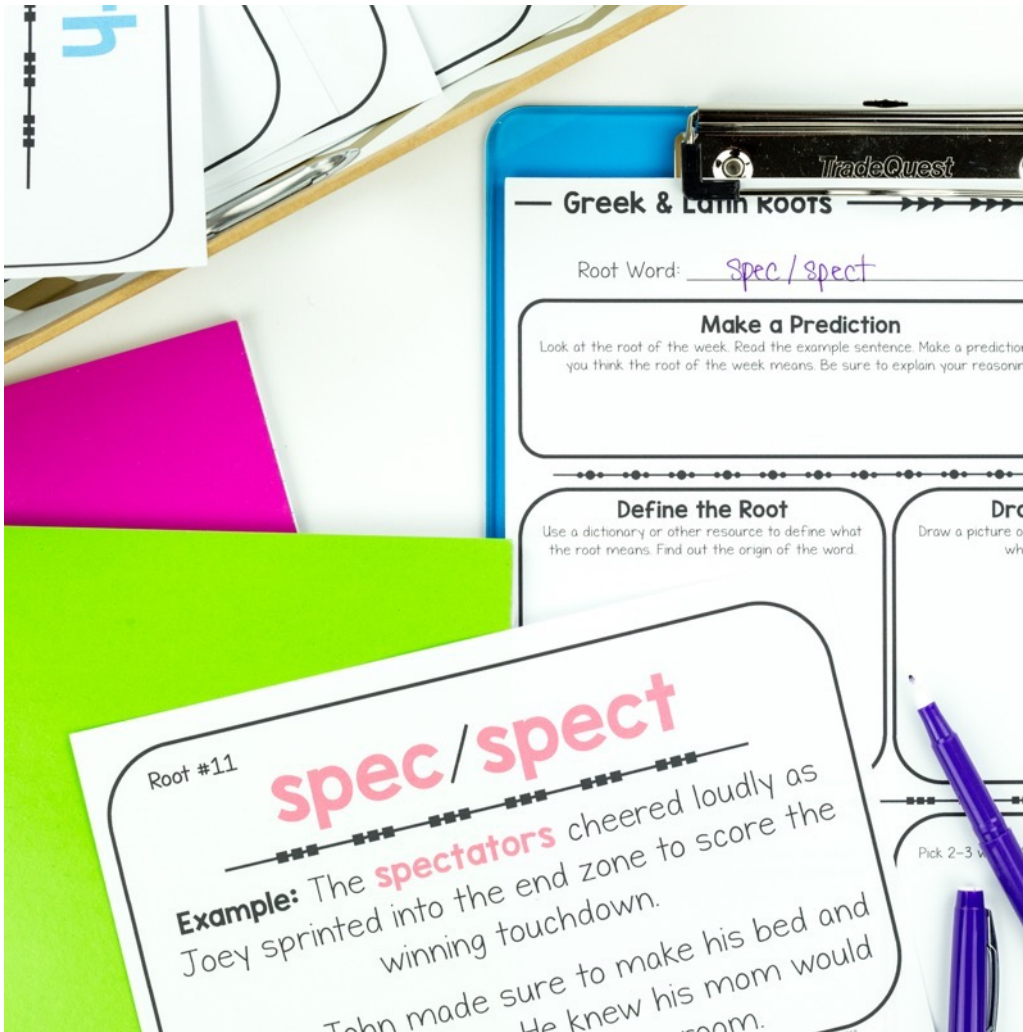 TradeQuest
Greek & Latin Roots
Root Word: spec / spect
Make a Prediction
Look at the root of the week. Read the example sentence. Make a prediction
you think the root of the week means. Be sure to explain your
Define the Root
Use a dictionary or other resource to define what
the root means. Find out the origin of the word.
Draw a picture
Pick 2-3
Root #11
spec/spect
Example: The spectators cheered loudly as
Joey sprinted into the end zone to score the
winning touchdown.
John made sure to make his bed and
He knew his mom would
room.